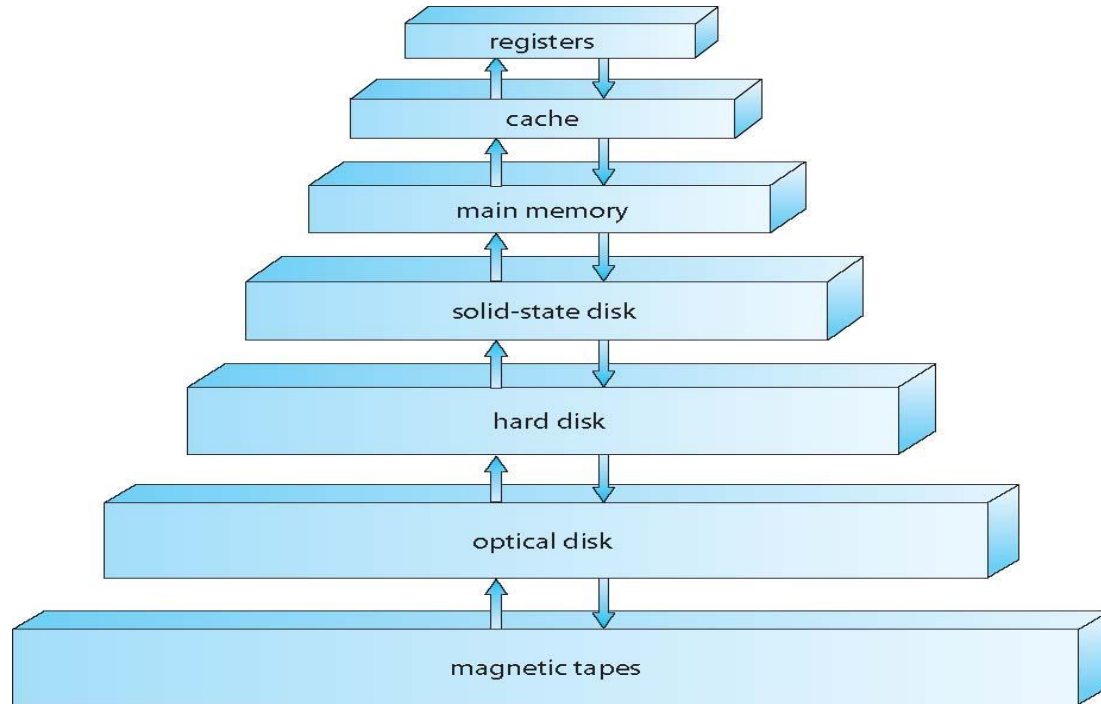 registers
cache
main memory
solid-state disk
hard disk
optical disk
magnetic tapes